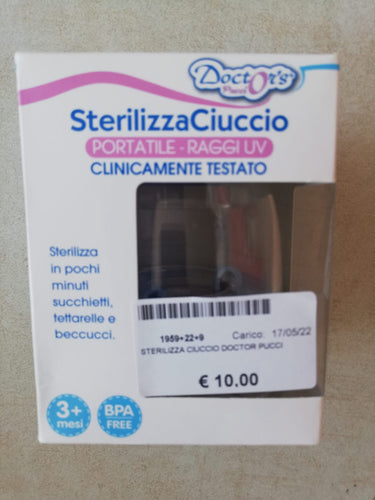 Doctor's
Pucci
SterilizzaCiuccio
PORTATILE - RAGGI UV
CLINICAMENTE TESTATO
Sterilizza
in pochi
minuti
succhietti,
tettarelle e
beccucci.
1959+22+9 Carico: 17/05/22
STERILIZZA CIUCCIO DOCTOR PUCCI
€ 10.00
3+
mesi
BPA
FREE